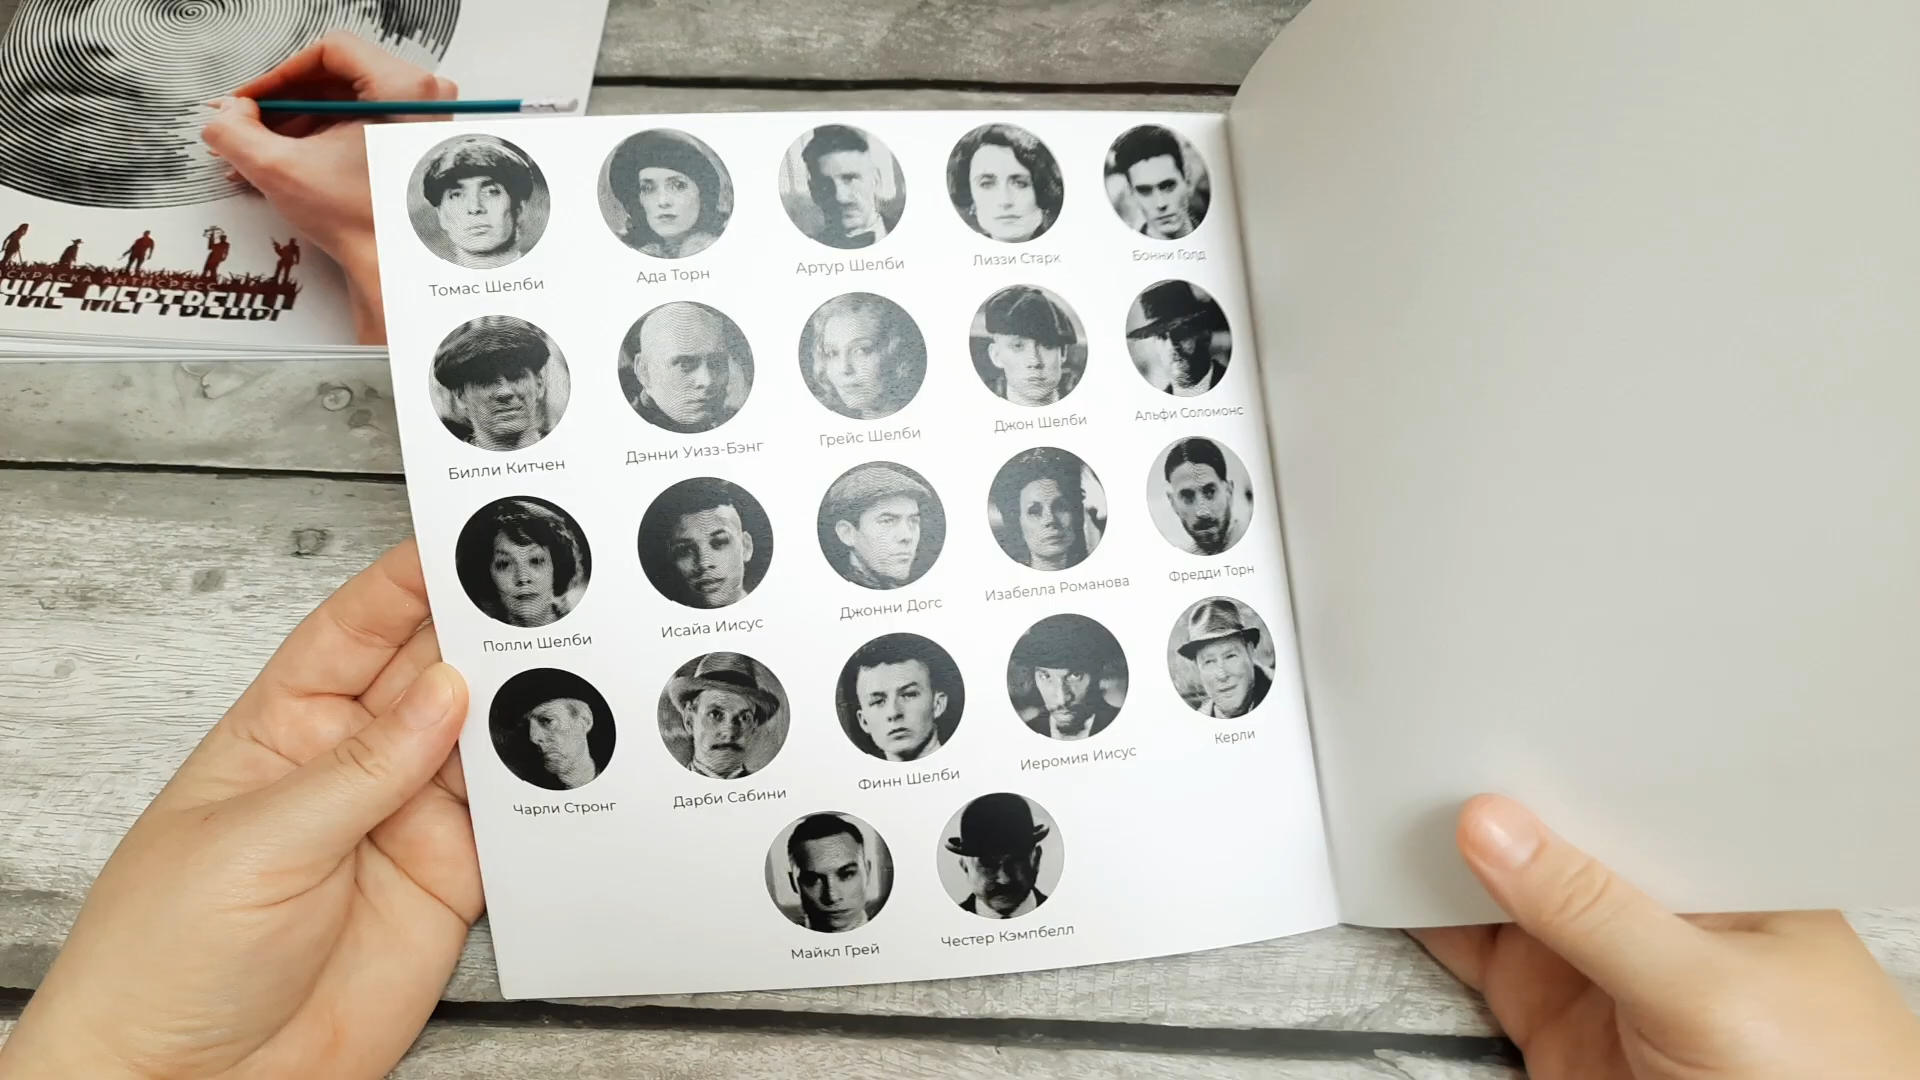 РАСКРАСКА АНТИСТРЕСС
МЕРТВЕЦЫ
Томас Шелби
Ада Торн
Артур Шелби
Лиззи Старк
Бонни Голд
Билли Китчен
Дэнни Уизз-Бэнг
Грейс Шелби
Джон Шелби
Альфи Соломонс
Полли Шелби
Исайа Иисус
Джонни Догс
Изабелла Романова
Фредди Торн
Чарли Стронг
Дарби Сабини
Финн Шелби
Иеромия Иисус
Керли
Майкл Грей
Честер Кэмпбелл